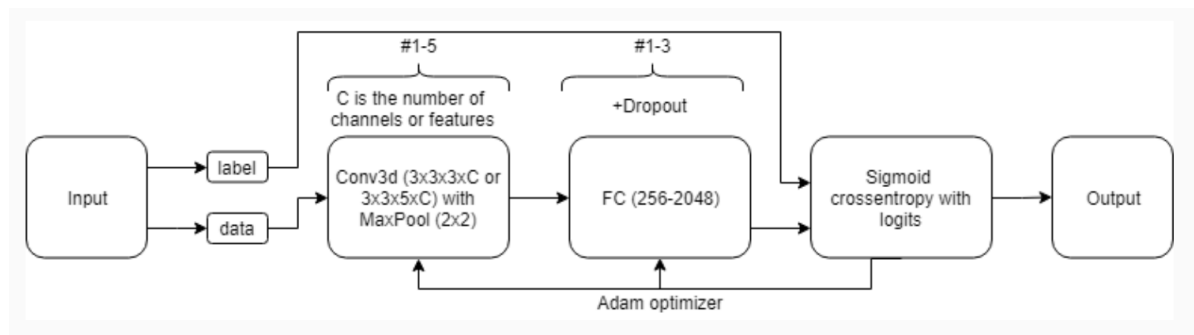 #1-5
#1-3
C is the number of
channels or features
+Dropout
Input
label
data
Conv3d (3x3x3xC or
3x3x5xC) with
MaxPool (2x2)
FC (256-2048)
Sigmoid
crossentropy with
logits
Output
Adam optimizer